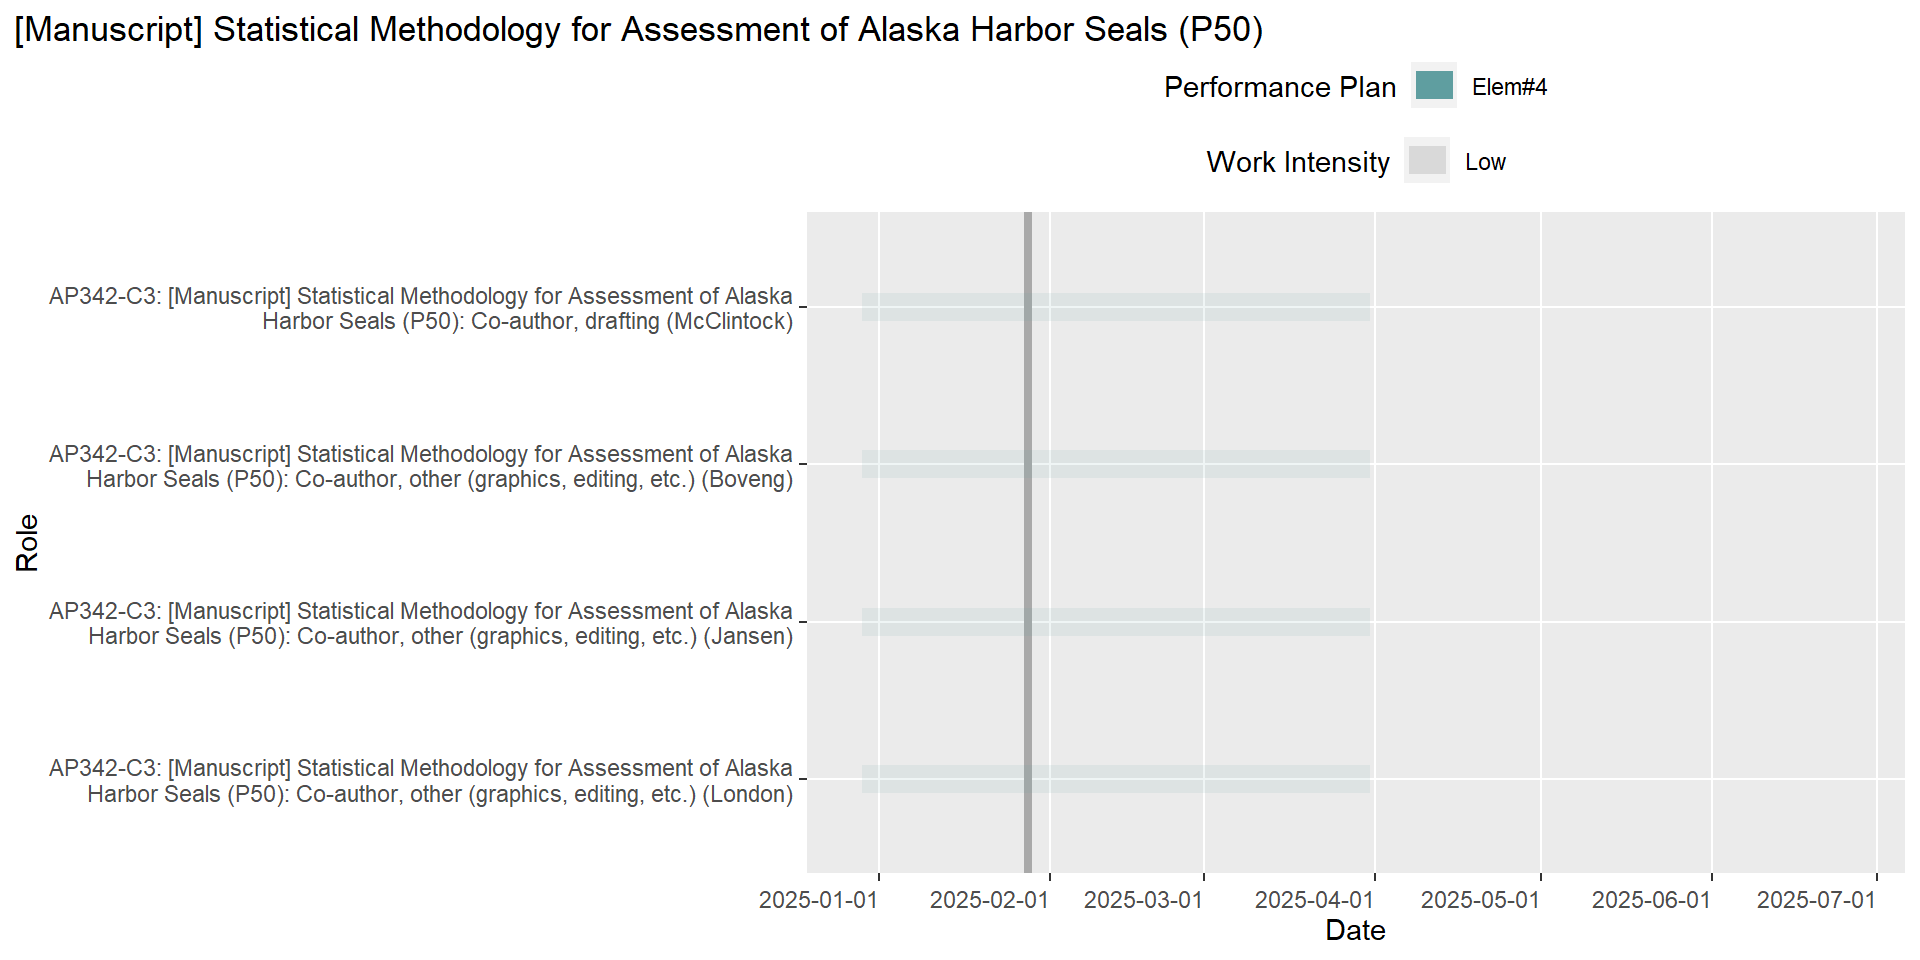 [Manuscript] Statistical Methodology for Assessment of Alaska Harbor Seals (P50)
Performance Plan
Elem#4
Work Intensity
Low
AP342-C3: [Manuscript] Statistical Methodology for Assessment of Alaska
Harbor Seals (P50): Co-author, drafting (McClintock)
AP342-C3: [Manuscript] Statistical Methodology for Assessment of Alaska
Harbor Seals (P50): Co-author, other (graphics, editing, etc.) (Boveng)
Role
AP342-C3: [Manuscript] Statistical Methodology for Assessment of Alaska
Harbor Seals (P50): Co-author, other (graphics, editing, etc.) (Jansen)
AP342-C3: [Manuscript] Statistical Methodology for Assessment of Alaska
Harbor Seals (P50): Co-author, other (graphics, editing, etc.) (London)
2025-01-01
2025-02-01
2025-03-01
2025-04-01
2025-05-01
2025-06-01
2025-07-01
Date